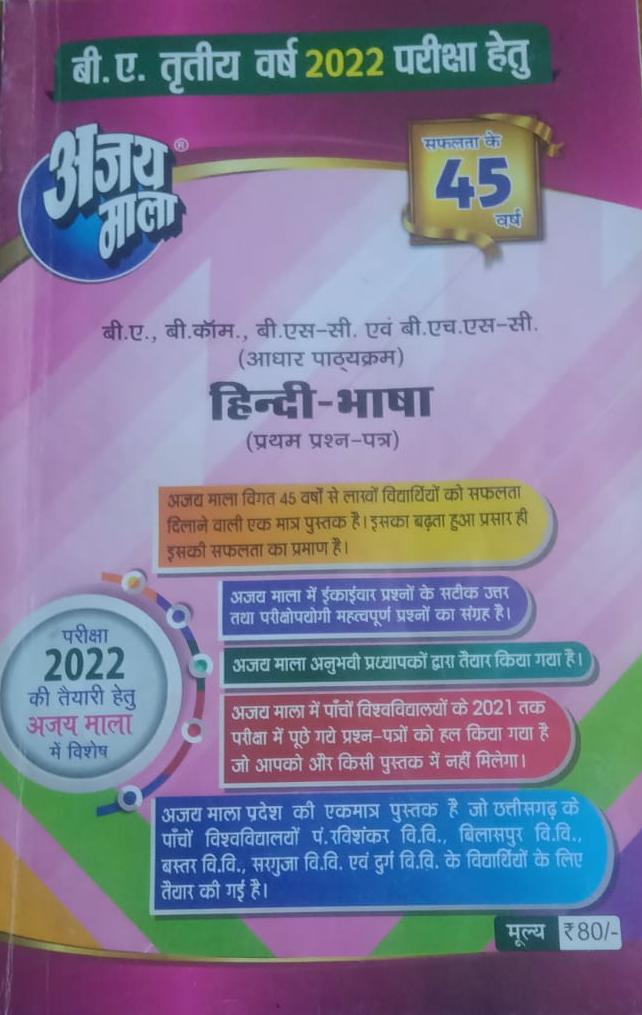 बी. ए. तृतीय वर्ष 2022 परीक्षा हेतु
अजय®
माला
सफलता के
45
वर्ष
बी.ए., बी.कॉम., बी.एस-सी. एवं बी.एच.एस-सी.
(आधार पाठ्यक्रम)
हिन्दी-भाषा
(प्रथम प्रश्न-पत्र)
अजय माला विगत 45 वर्षों से लाखों विद्यार्थियों को सफलता
दिलाने वाली एक मात्र पुस्तक है। इसका बढ़ता हुआ प्रसार ही
इसकी सफलता का प्रमाण है।
अजय माला में ईकाईवार प्रश्नों के सटीक उत्तर
तथा परीक्षोपयोगी महत्वपूर्ण प्रश्नों का संग्रह है।
परीक्षा
2022
की तैयारी हेतु
अजय माला
में विशेष
अजय माला अनुभवी प्रध्यापकों द्वारा तैयार किया गया है।
अजय माला में पाँचों विश्वविद्यालयों के 2021 तक
परीक्षा में पूछे गये प्रश्न-पत्रों को हल किया गया है
जो आपको और किसी पुस्तक में नहीं मिलेगा।
अजय माला प्रदेश की एकमात्र पुस्तक है जो छत्तीसगढ़ के
पाँचों विश्वविद्यालयों पं.रविशंकर वि.वि., बिलासपुर वि.वि.,
बस्तर वि.वि., सरगुजा वि.वि. एवं दुर्ग वि.वि. के विद्यार्थियों के लिए
तैयार की गई है।
मूल्य ₹80/-